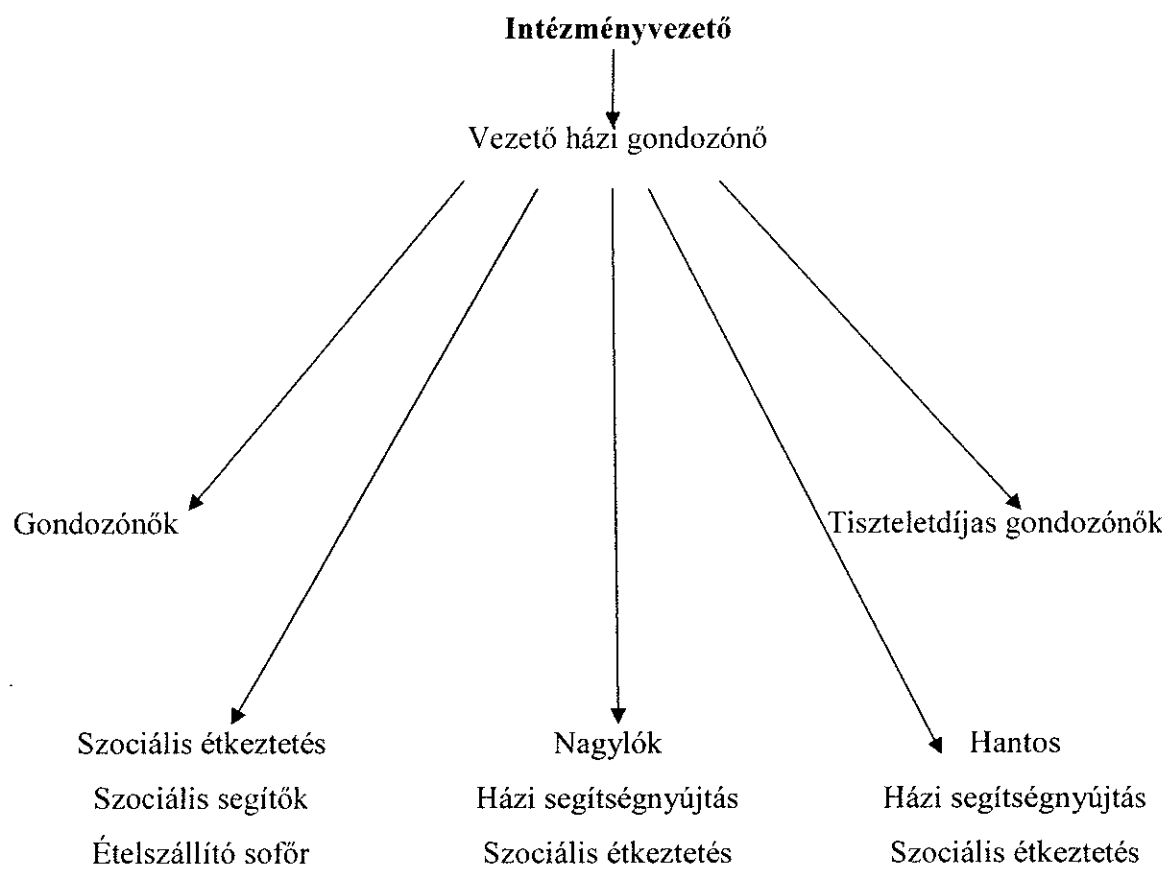 Intézményvezető
Vezető házi gondozónő
Gondozónők
Tiszteletdíjas gondozónők
Szociális étkeztetés
Szociális segítők
Ételszállító sofőr
Nagylók
Házi segítségnyújtás
Szociális étkeztetés
Hantos
Házi segítségnyújtás
Szociális étkeztetés